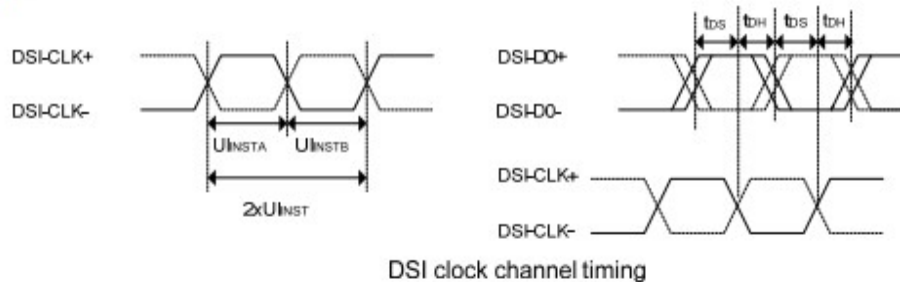 tDS tDH tDS tDH
DSI-CLK+
DSI-CLK-
UIINSTA UIINSTB
2xUIINST
DSI-D0+
DSI-D0-
DSI-CLK+
DSI-CLK-
DSI clock channel timing